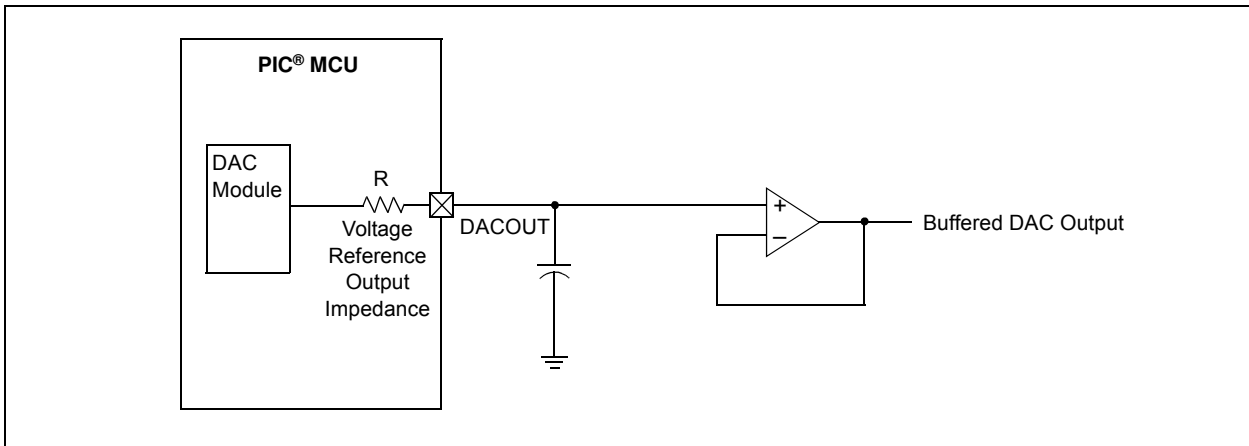 PIC® MCU
DAC
Module
R
Voltage
Reference
Output
Impedance
DACOUT
+
–
Buffered DAC Output